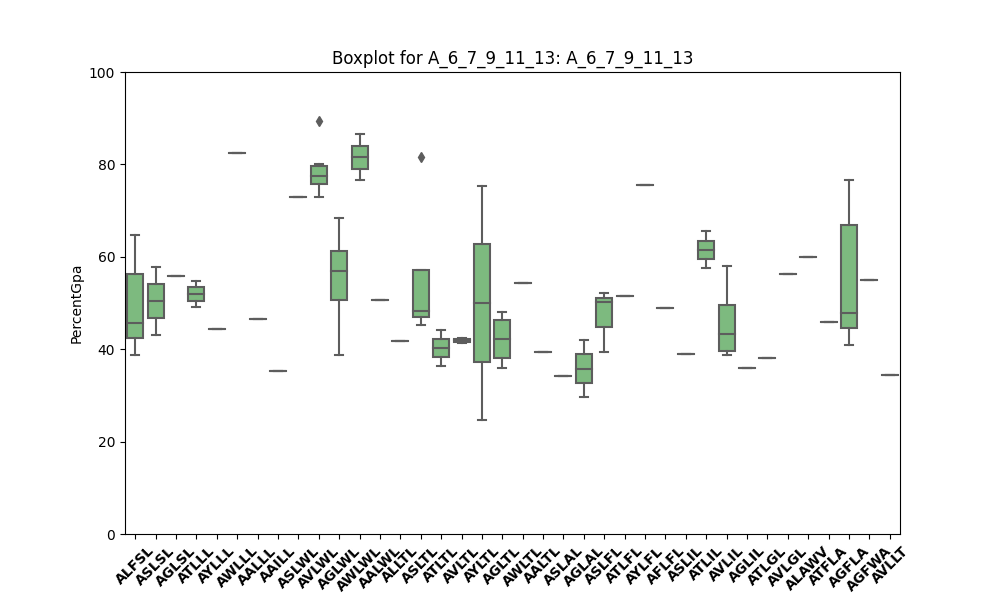 Boxplot for A_6_7_9_11_13: A_6_7_9_11_13
PercentGpa
100
80
60
40
20
0
ALFSL
ASLSL
AGLSL
ATLLL
AYLLL
AWLLL
AALLL
AAILL
ASLWL
AVLWL
AGLWL
AWLWL
AALWL
ALLTL
ASLTL
ATLTL
AVLTL
AYLTL
AGLTL
AWLTL
AALTL
ASLAL
AGLAL
ASLFL
ATLFL
AYLFL
AFLFL
ASLIL
ATLIL
AVLIL
AGLIL
ATLGL
AVLGL
ALAWV
ATFLA
AGFLA
AGFWA
AVLLT